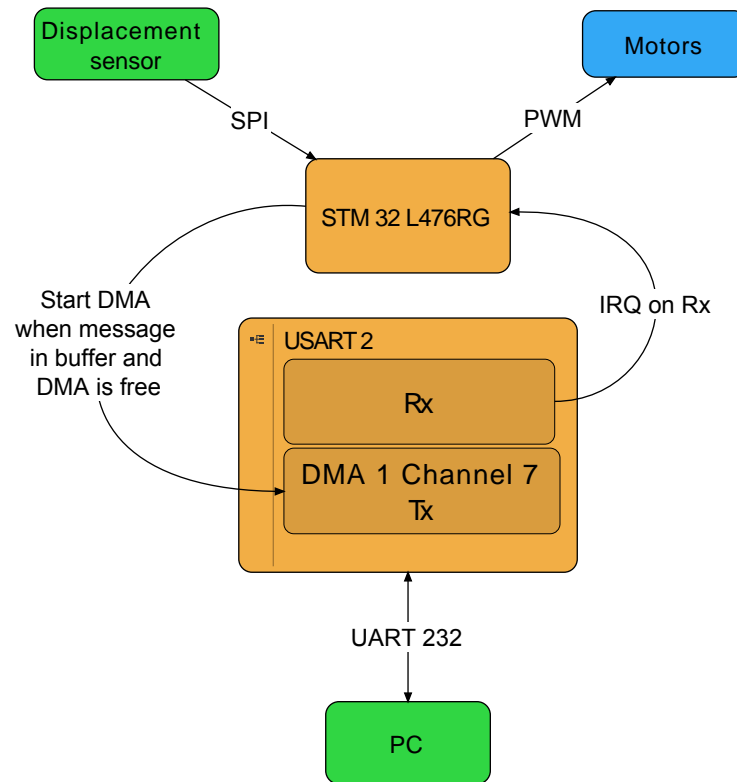 Displacement
sensor
Motors
SPI
PWM
STM 32 L476RG
Start DMA
when message
in buffer and
DMA is free
IRQ on Rx
USART 2
Rx
DMA 1 Channel 7
Tx
UART 232
PC